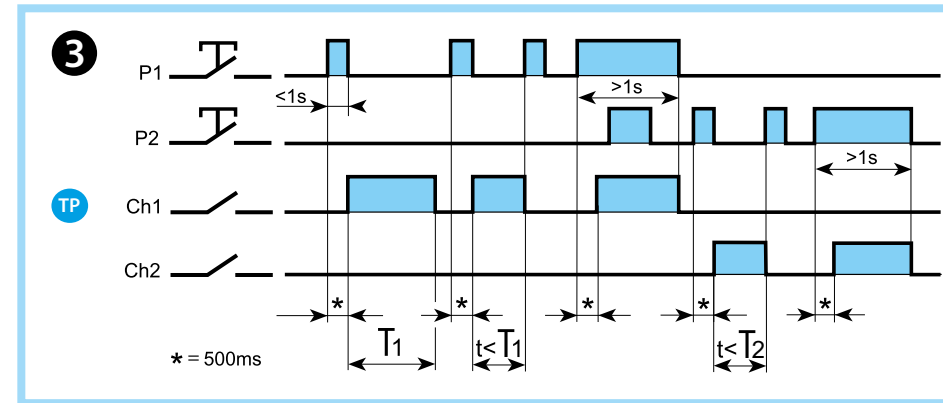 3
P1
<1s
>1s
P2
>1s
TP
Ch1
Ch2
* * * * *
T1 t<T1 t<T2
* = 500ms